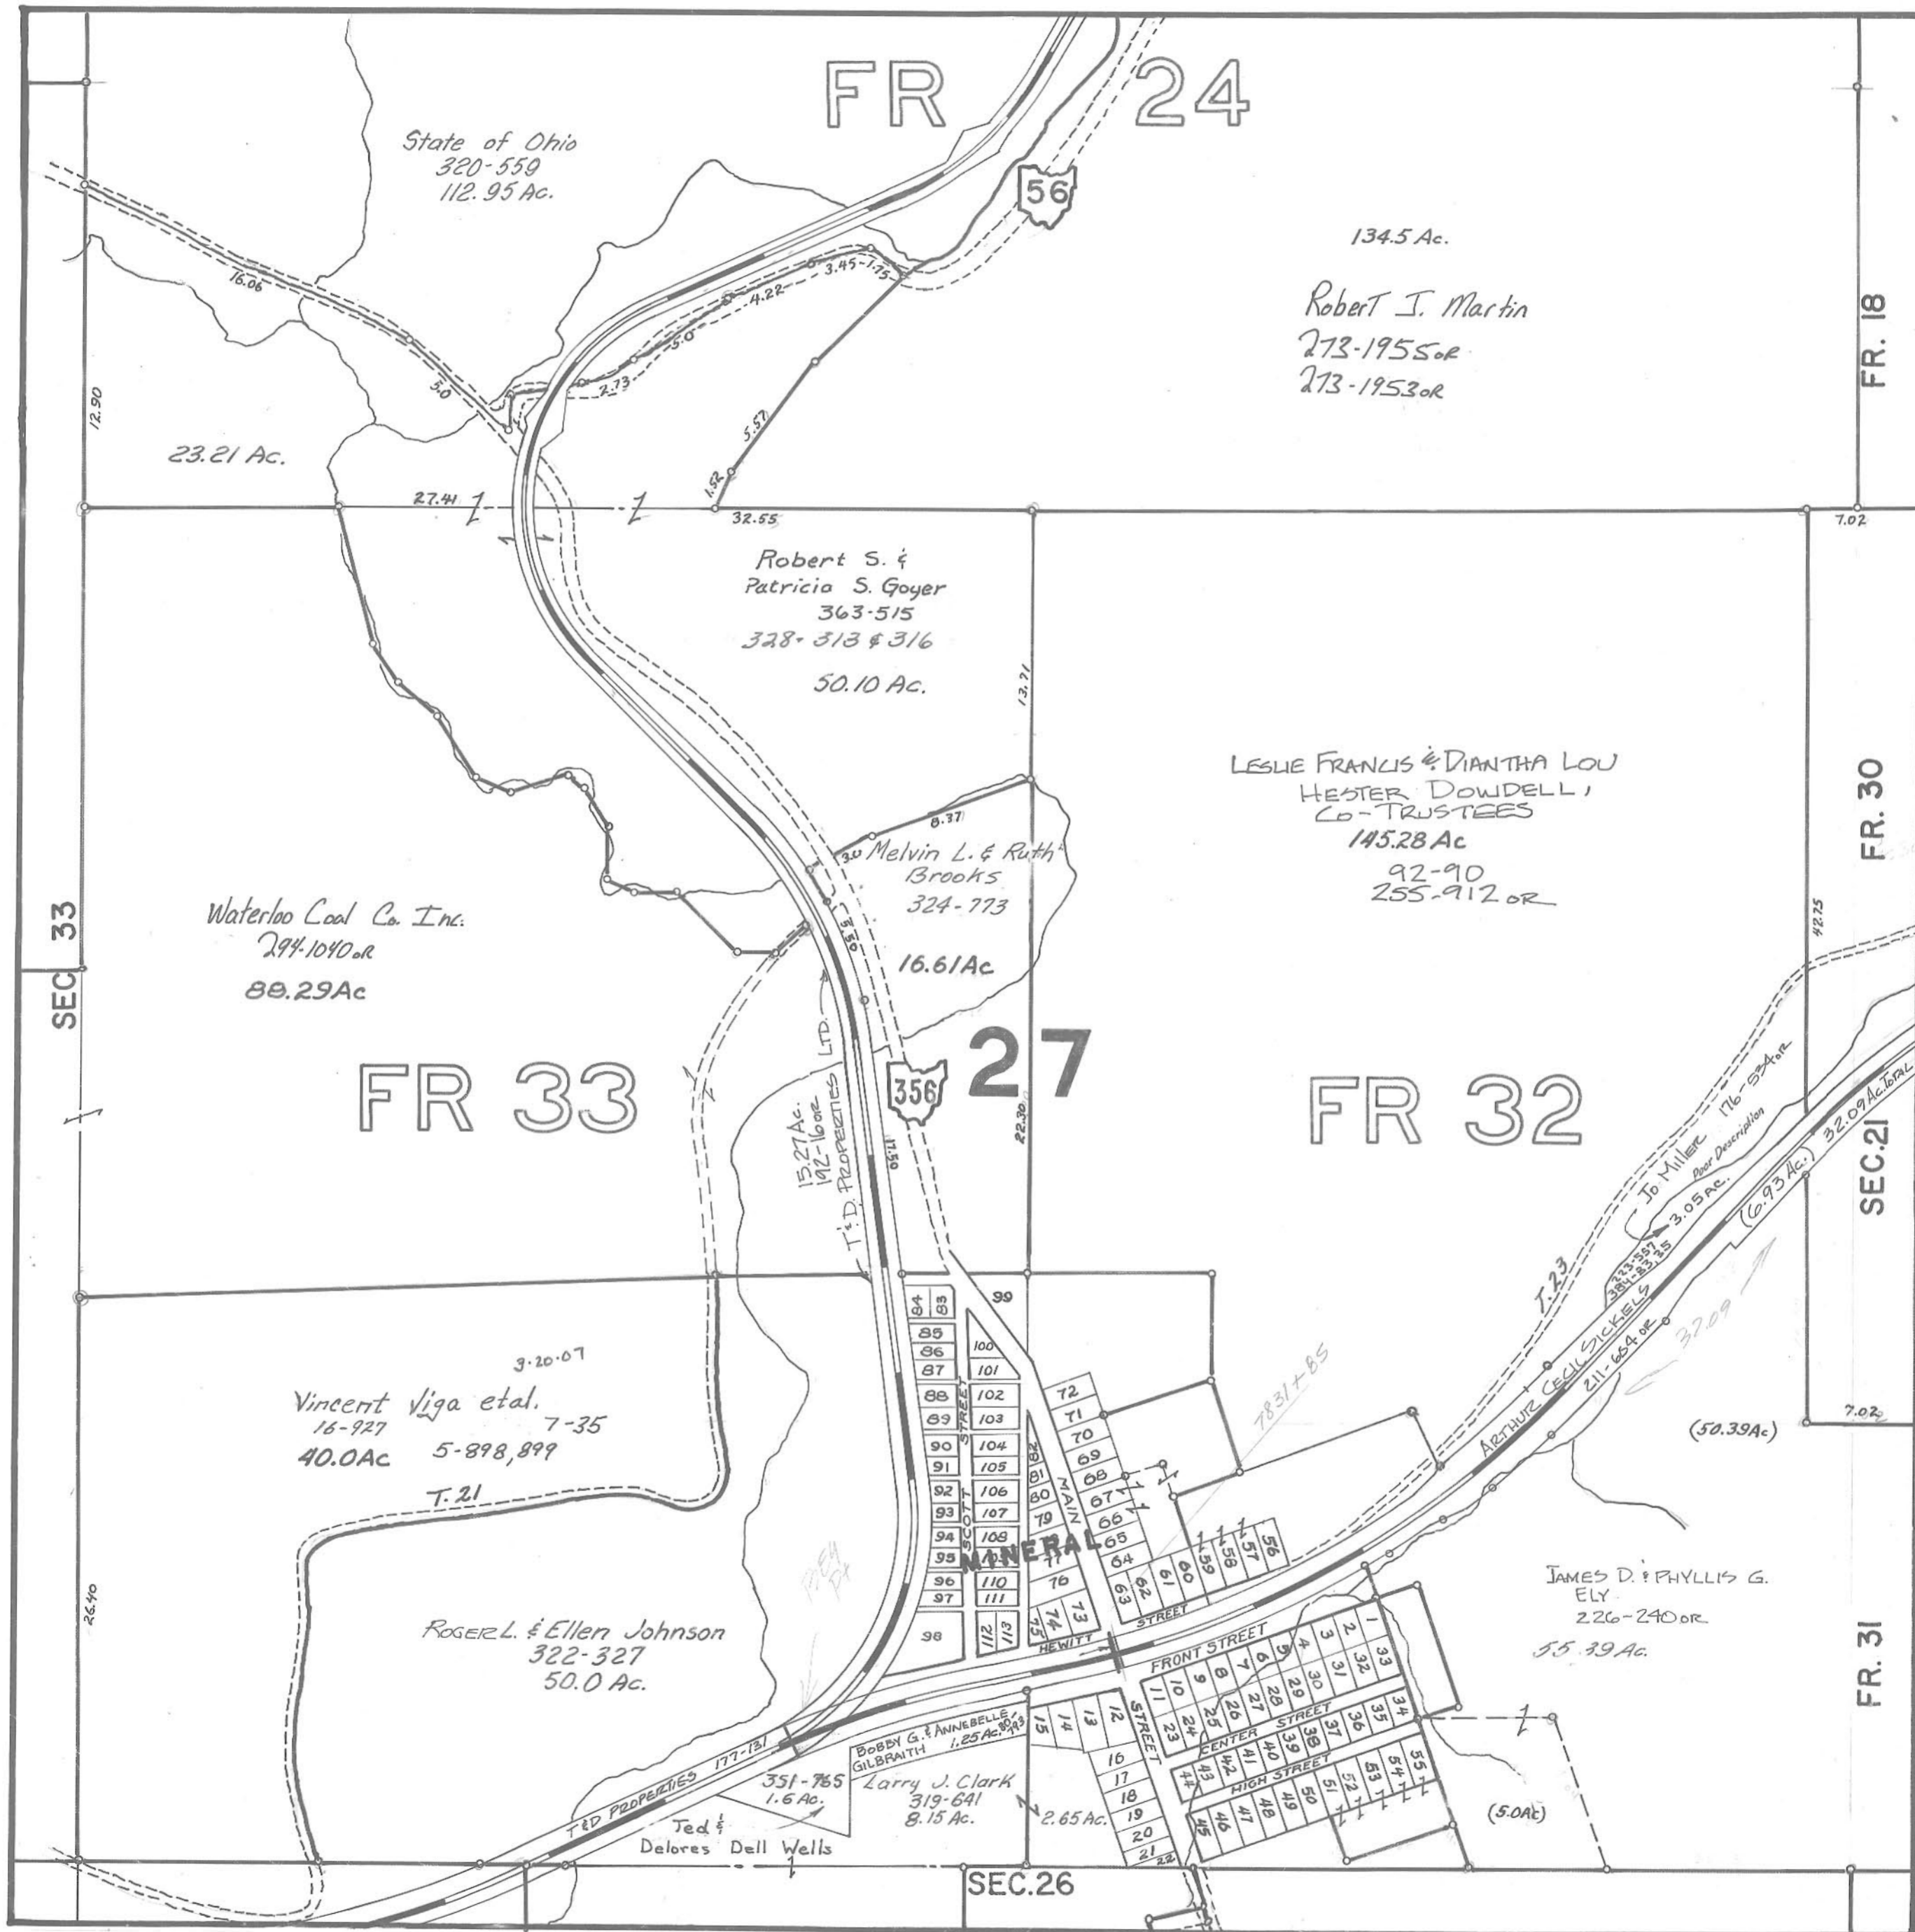 FR 24
State of Ohio
320-559
112.95 Ac.
56
134.5 Ac.
Robert J. Martin
273-1955 OR
273-1953 OR
FR. 18
16.06
3.45
1.75
4.22
5.0
2.73
5.0
12.90
5.57
1.52
23.21 Ac.
27.41
32.55
7.02
Robert S. &
Patricia S. Goyer
363-515
328-313 & 316
50.10 Ac.
13.71
LESLIE FRANCIS & DIANTHA LOU
HESTER DOWDELL,
CO-TRUSTEES
145.28 Ac
92-90
255-912 OR
FR. 30
8.37
3.0
Melvin L. & Ruth
Brooks
324-773
16.61 Ac
3.50
42.75
SEC 33
Waterloo Coal Co. Inc.
294-1040 OR
88.29 Ac
27
FR 33
356
FR 32
22.30
17.50
15.27 Ac.
192-16 OR
T&D. PROPERTIES LTD.
JO MILLER 176-534 OR
Poor Description
3.05 AC.
223-557
384-83,25
(6.93 Ac.)
32.09 Ac. TOTAL
SEC.21
T.23
ARTHUR CECIL SICKELS
211-654 OR
32.09
7831 + 85
84
83
99
85
86
100
87
101
88
102
89
103
90
104
91
105
92
106
93
107
94
108
95
96
110
97
111
98
112
113
SCOTT STREET
72
71
70
69
68
67
66
65
64
82
81
80
79
77
76
75
74
73
MAIN
MINERAL
63
62
61
60
59
58
57
56
STREET
HEWITT
3-20-07
Vincent Viga etal.
16-927
7-35
40.0Ac
5-898,899
T. 21
26.40
(50.39Ac)
7.02
ROGER L. & Ellen Johnson
322-327
50.0 Ac.
JAMES D. & PHYLLIS G.
ELY
226-240 OR
55.39 Ac.
FR. 31
FRONT STREET
11
10
9
8
7
6
5
4
3
2
1
23
24
25
26
27
28
29
30
31
32
33
CENTER STREET
44
43
42
41
40
39
38
37
36
35
34
HIGH STREET
45
46
47
48
49
50
51
52
53
54
55
STREET
15
14
13
12
16
17
18
19
20
21
22
T&D PROPERTIES 177-131
BOBBY G. & ANNEBELLE
GILBRAITH 1.25 Ac.
351-765
1.6 Ac.
Larry J. Clark
319-641
8.15 Ac.
2.65 Ac.
(5.0Ac)
Ted &
Delores Dell Wells
SEC.26